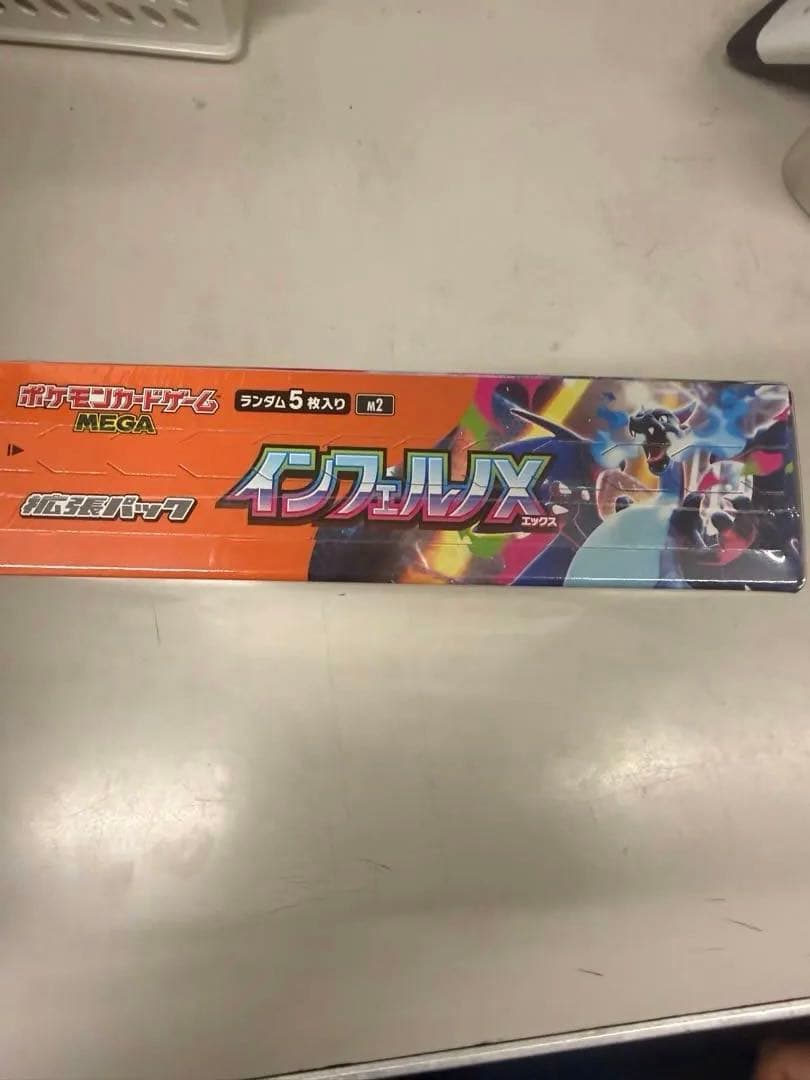 ポケモンカードゲーム
MEGA
ランダム5枚入り
M2
拡張パック
インフェルノX
エックス